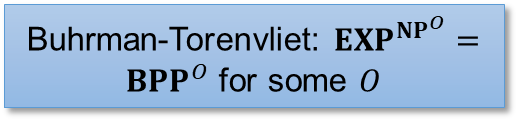 Buhrman-Torenvliet: 𝐄𝐗𝐏^{𝐍𝐏^𝑂} =
𝐁𝐏𝐏^𝑂 for some 𝑂